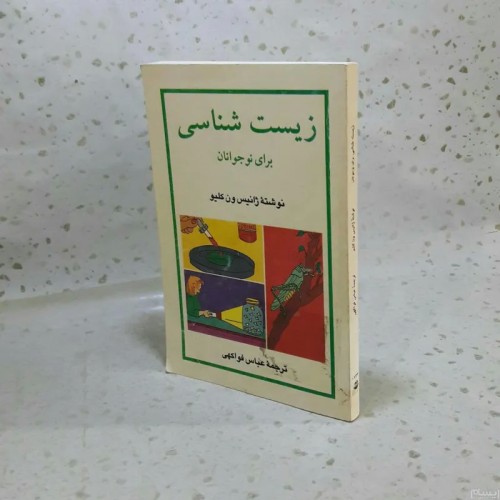 زیست شناسی
برای نوجوانان
نوشتهٔ ژانیس ون کلیو
ترجمهٔ عباس فواکهی